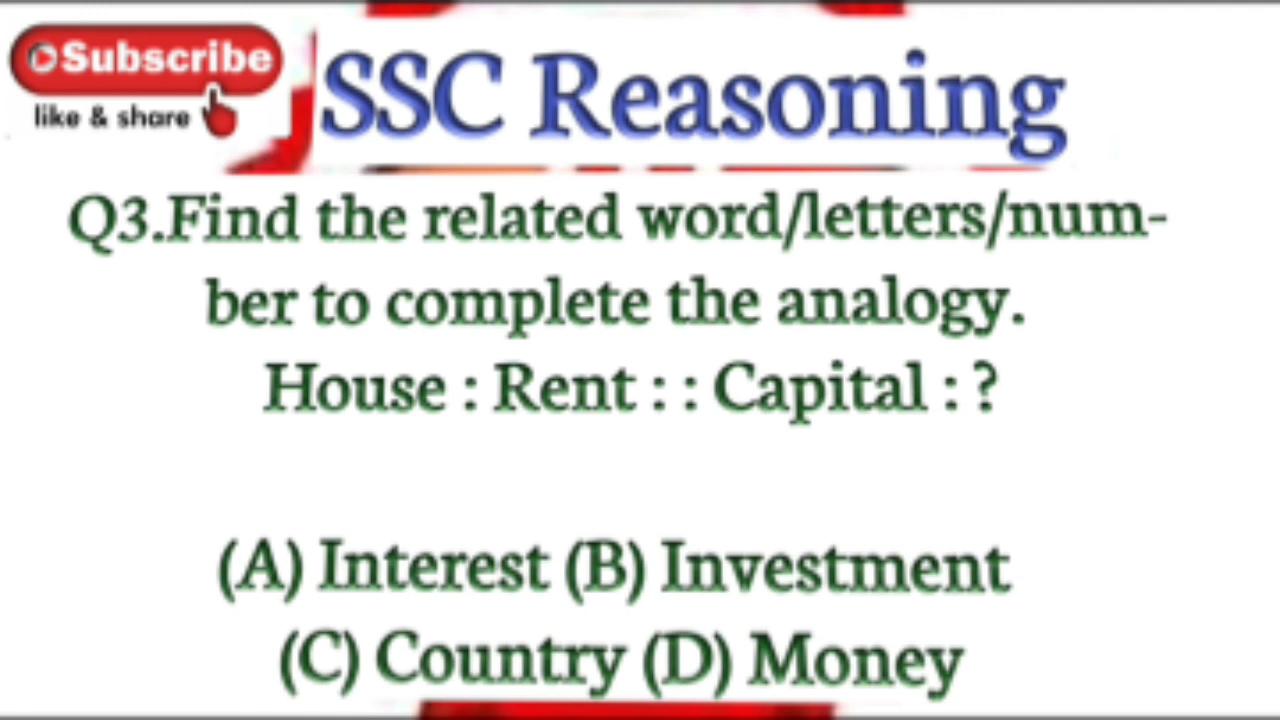 Subscribe
like & share
SSC Reasoning
Q3.Find the related word/letters/num-
ber to complete the analogy.
House : Rent : : Capital : ?
(A) Interest (B) Investment
(C) Country (D) Money